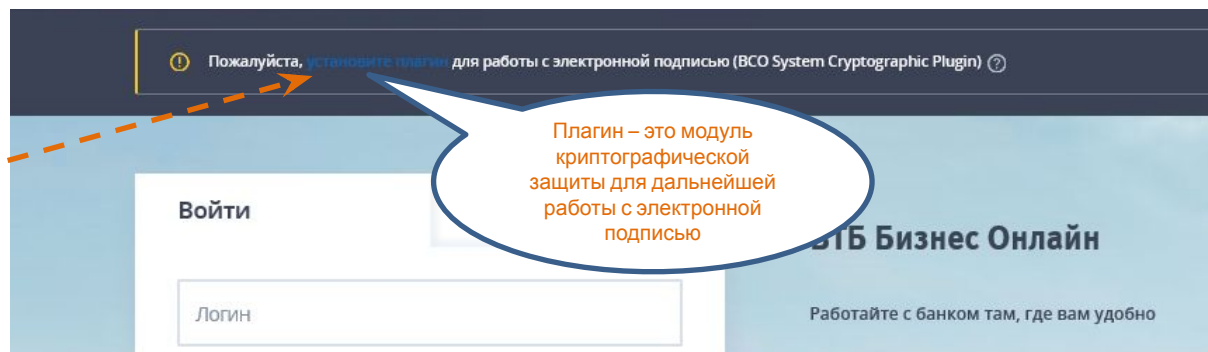 Пожалуйста, установите плагин для работы с электронной подписью (BCO System Cryptographic Plugin)
Плагин – это модуль
криптографической
защиты для дальнейшей
работы с электронной
подписью
Войти
ВТБ Бизнес Онлайн
Логин
Работайте с банком там, где вам удобно